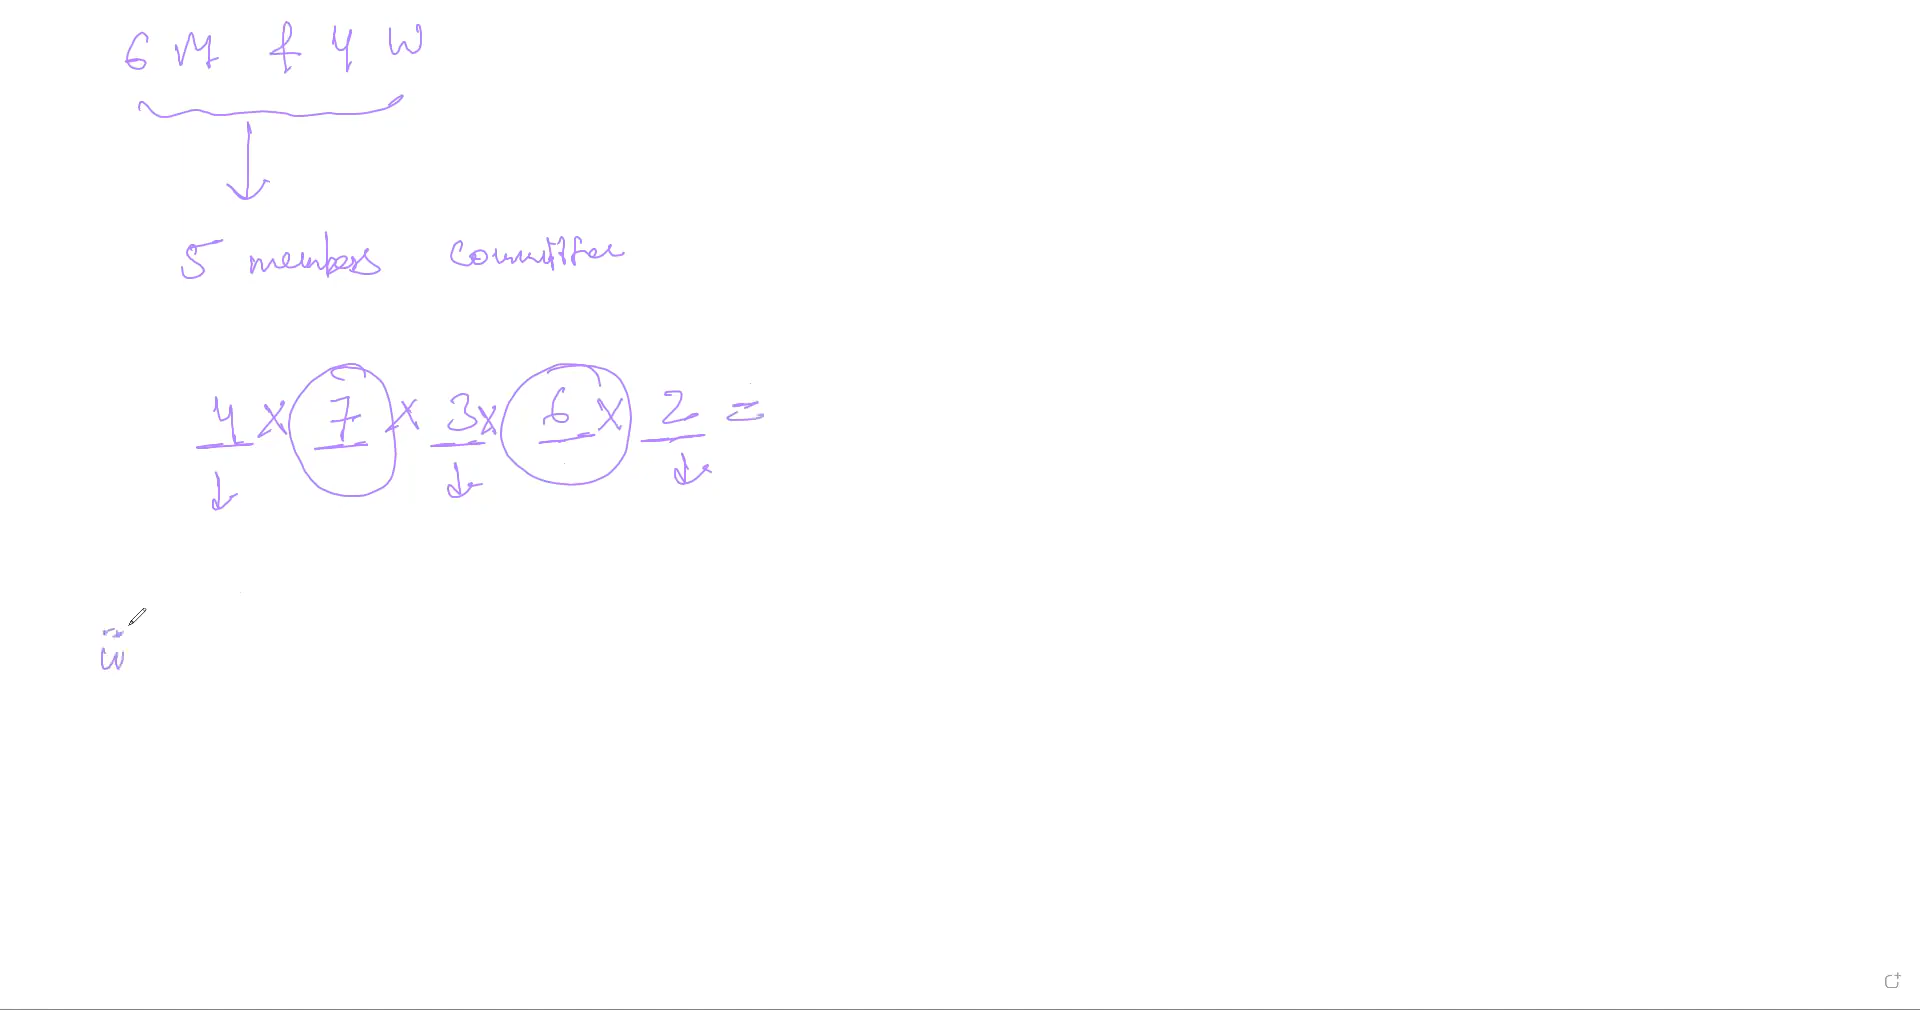 6 M & 4 W
5 members committee
4 × 7 × 3 × 6 × 2 =
W